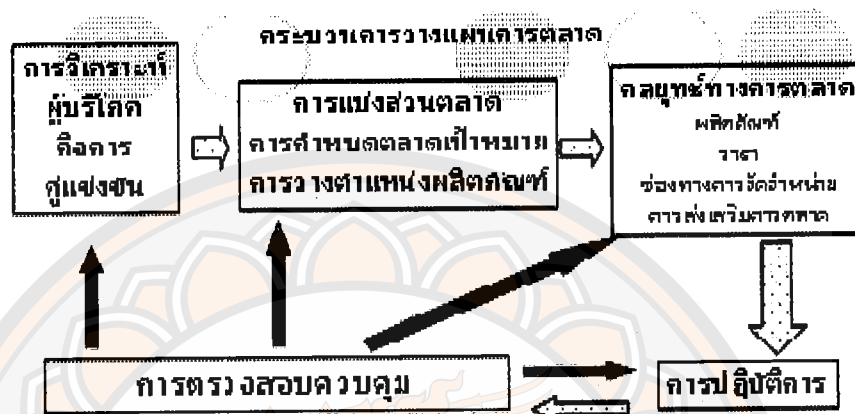 กระบวนการวางแผนการตลาด
การวิเคราะห์
ผู้บริโภค
กิจการ
คู่แข่งขัน
การแบ่งส่วนตลาด
การกำหนดตลาดเป้าหมาย
การวางตำแหน่งผลิตภัณฑ์
กลยุทธ์ทางการตลาด
ผลิตภัณฑ์
ราคา
ช่องทางการจัดจำหน่าย
การส่งเสริมการตลาด
การตรวจสอบควบคุม
การปฏิบัติการ